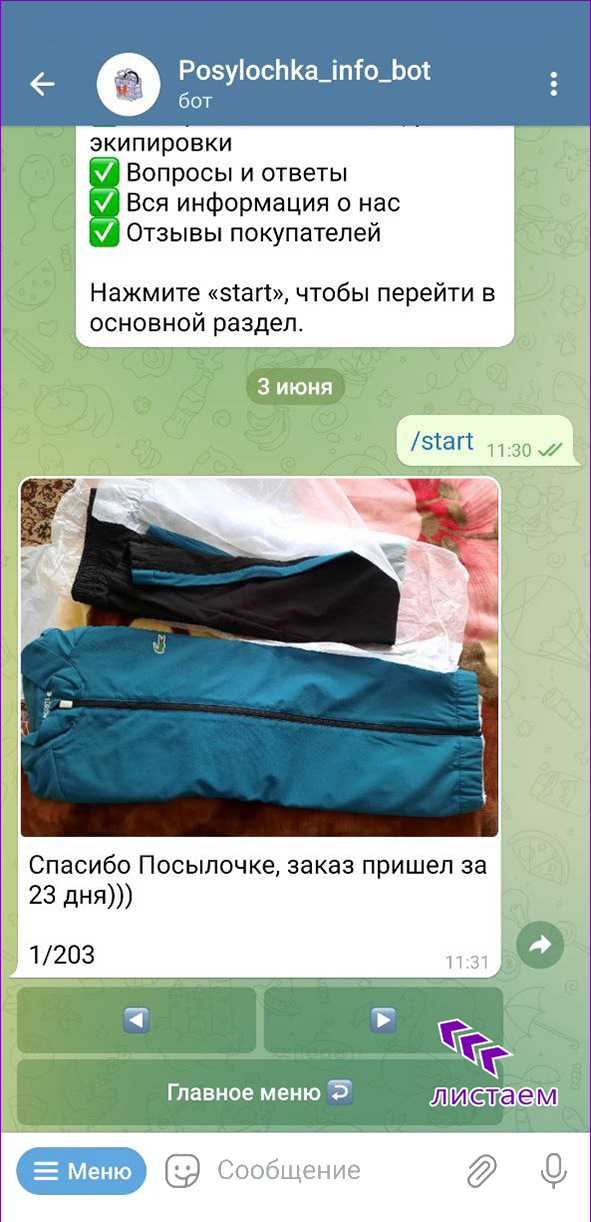 Posylochka_info_bot
бот
экипировки
✅ Вопросы и ответы
✅ Вся информация о нас
✅ Отзывы покупателей
Нажмите «start», чтобы перейти в
основной раздел.
3 июня
/start 11:30
Спасибо Посылочке, заказ пришел за
23 дня)))
1/203
11:31
Главное меню
листаем
Меню
Сообщение